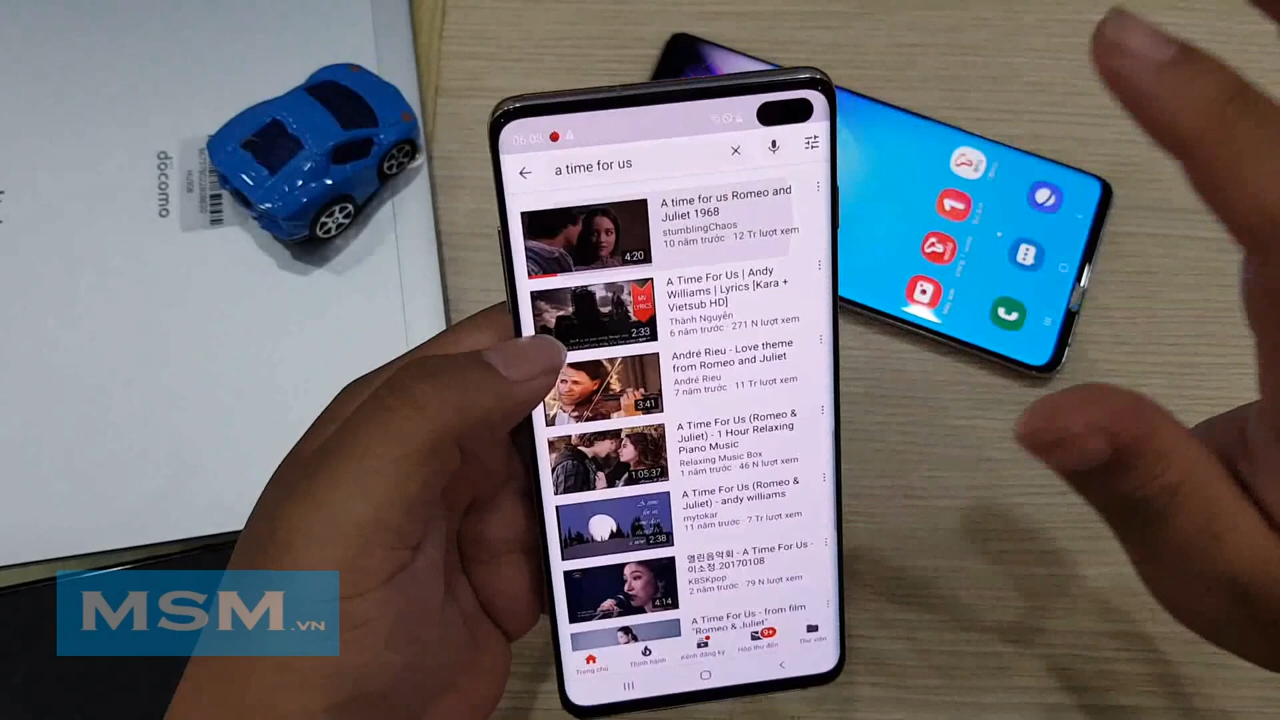 docomo
06:03
a time for us
A time for us Romeo and
Juliet 1968
stumblingChaos
10 năm trước · 12 Tr lượt xem
4:20
A Time For Us | Andy
Williams | Lyrics [Kara +
Vietsub HD]
Thành Nguyễn
6 năm trước · 271 N lượt xem
MV
LYRICS
2:33
André Rieu - Love theme
from Romeo and Juliet
André Rieu
7 năm trước · 11 Tr lượt xem
3:41
A Time For Us (Romeo &
Juliet) - 1 Hour Relaxing
Piano Music
Relaxing Music Box
1 năm trước · 46 N lượt xem
1:05:37
A Time For Us (Romeo &
Juliet) - andy williams
mytokar
11 năm trước · 7 Tr lượt xem
2:38
열린음악회 - A Time For Us -
이소정.20170108
KBSKpop
2 năm trước · 79 N lượt xem
4:14
A Time For Us - from film
"Romeo & Juliet"
Trang chủ
Thịnh hành
Kênh đăng ký
9+
Hộp thư đến
Thư viện
MSM.VN